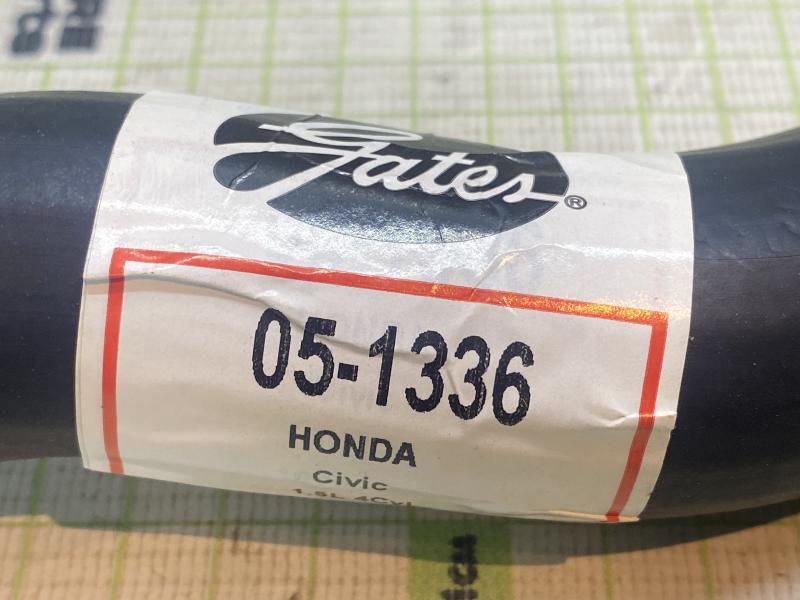 Gates®
05-1336
HONDA
Civic